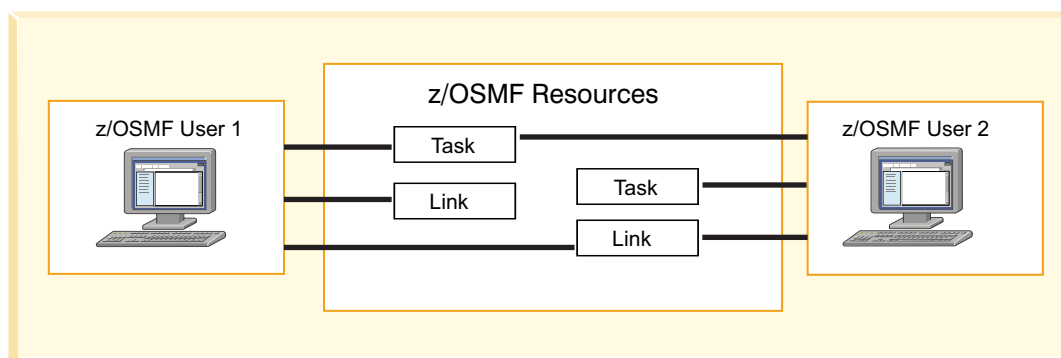 z/OSMF Resources
z/OSMF User 1
z/OSMF User 2
Task
Task
Link
Link